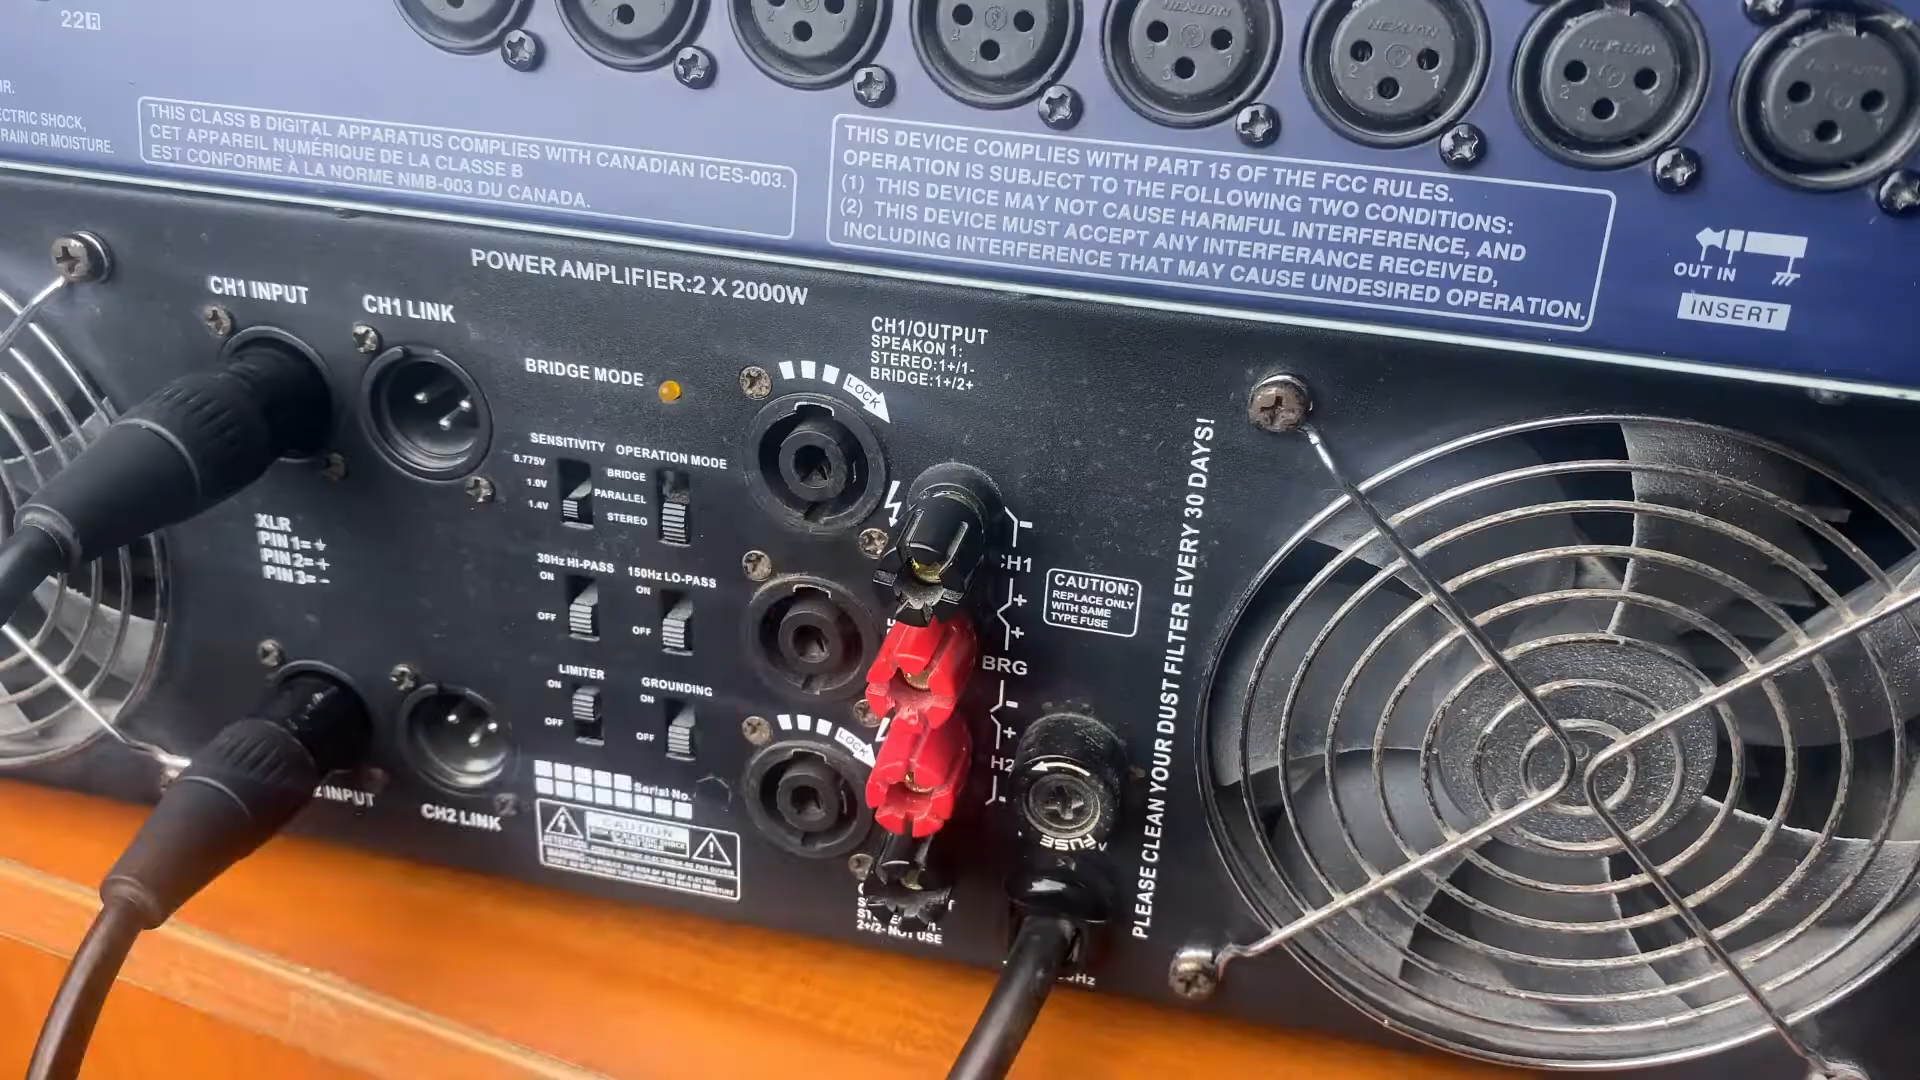 22R
IR.
ECTRIC SHOCK,
RAIN OR MOISTURE.
THIS CLASS B DIGITAL APPARATUS COMPLIES WITH CANADIAN ICES-003.
CET APPAREIL NUMÉRIQUE DE LA CLASSE B
EST CONFORME À LA NORME NMB-003 DU CANADA.
THIS DEVICE COMPLIES WITH PART 15 OF THE FCC RULES.
OPERATION IS SUBJECT TO THE FOLLOWING TWO CONDITIONS:
(1) THIS DEVICE MAY NOT CAUSE HARMFUL INTERFERENCE, AND
(2) THIS DEVICE MUST ACCEPT ANY INTERFERANCE RECEIVED,
INCLUDING INTERFERENCE THAT MAY CAUSE UNDESIRED OPERATION.
OUT IN
INSERT
POWER AMPLIFIER:2 X 2000W
CH1 INPUT
CH1 LINK
BRIDGE MODE
CH1/OUTPUT
SPEAKON 1:
STEREO:1+/1-
BRIDGE:1+/2+
LOCK
SENSITIVITY
0.775V
1.0V
1.4V
OPERATION MODE
BRIDGE
PARALLEL
STEREO
XLR
PIN 1=
PIN 2= +
PIN 3= -
30Hz HI-PASS
ON
OFF
150Hz LO-PASS
ON
OFF
LIMITER
ON
OFF
GROUNDING
ON
OFF
CH1
- +
+ BRG -
+ H2 -
CAUTION:
REPLACE ONLY
WITH SAME
TYPE FUSE
PLEASE CLEAN YOUR DUST FILTER EVERY 30 DAYS!
LOCK
FUSE
Serial No.
CAUTION
2 INPUT
CH2 LINK
2+/2- NOT USE